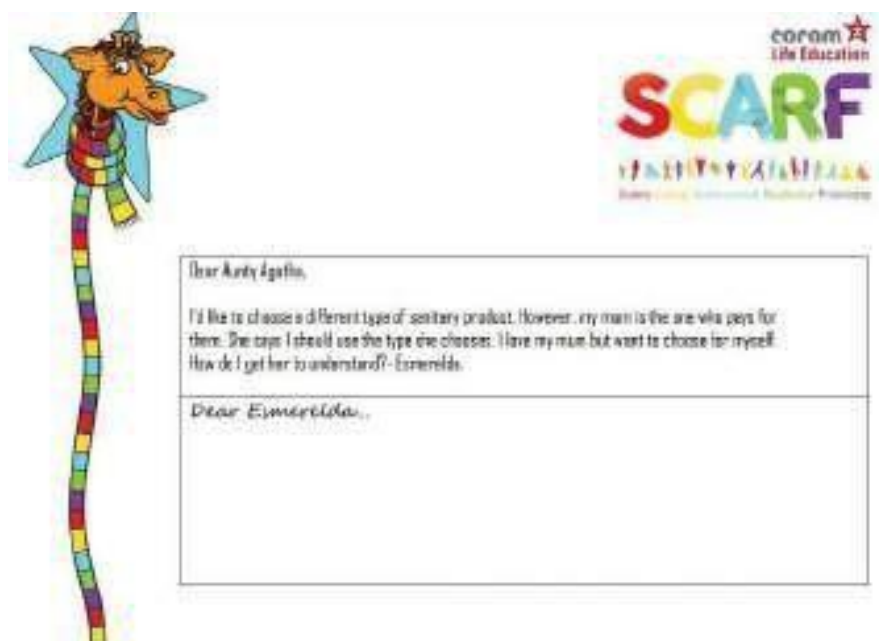 coram
Life Education
SCARF
Dear Aunty Agatha,
I'd like to choose a different type of sanitary product. However, my mum is the one who pays for
them. She says I should use the type she chooses. I love my mum but want to choose for myself.
How do I get her to understand?- Esmerelda.
Dear Esmerelda..